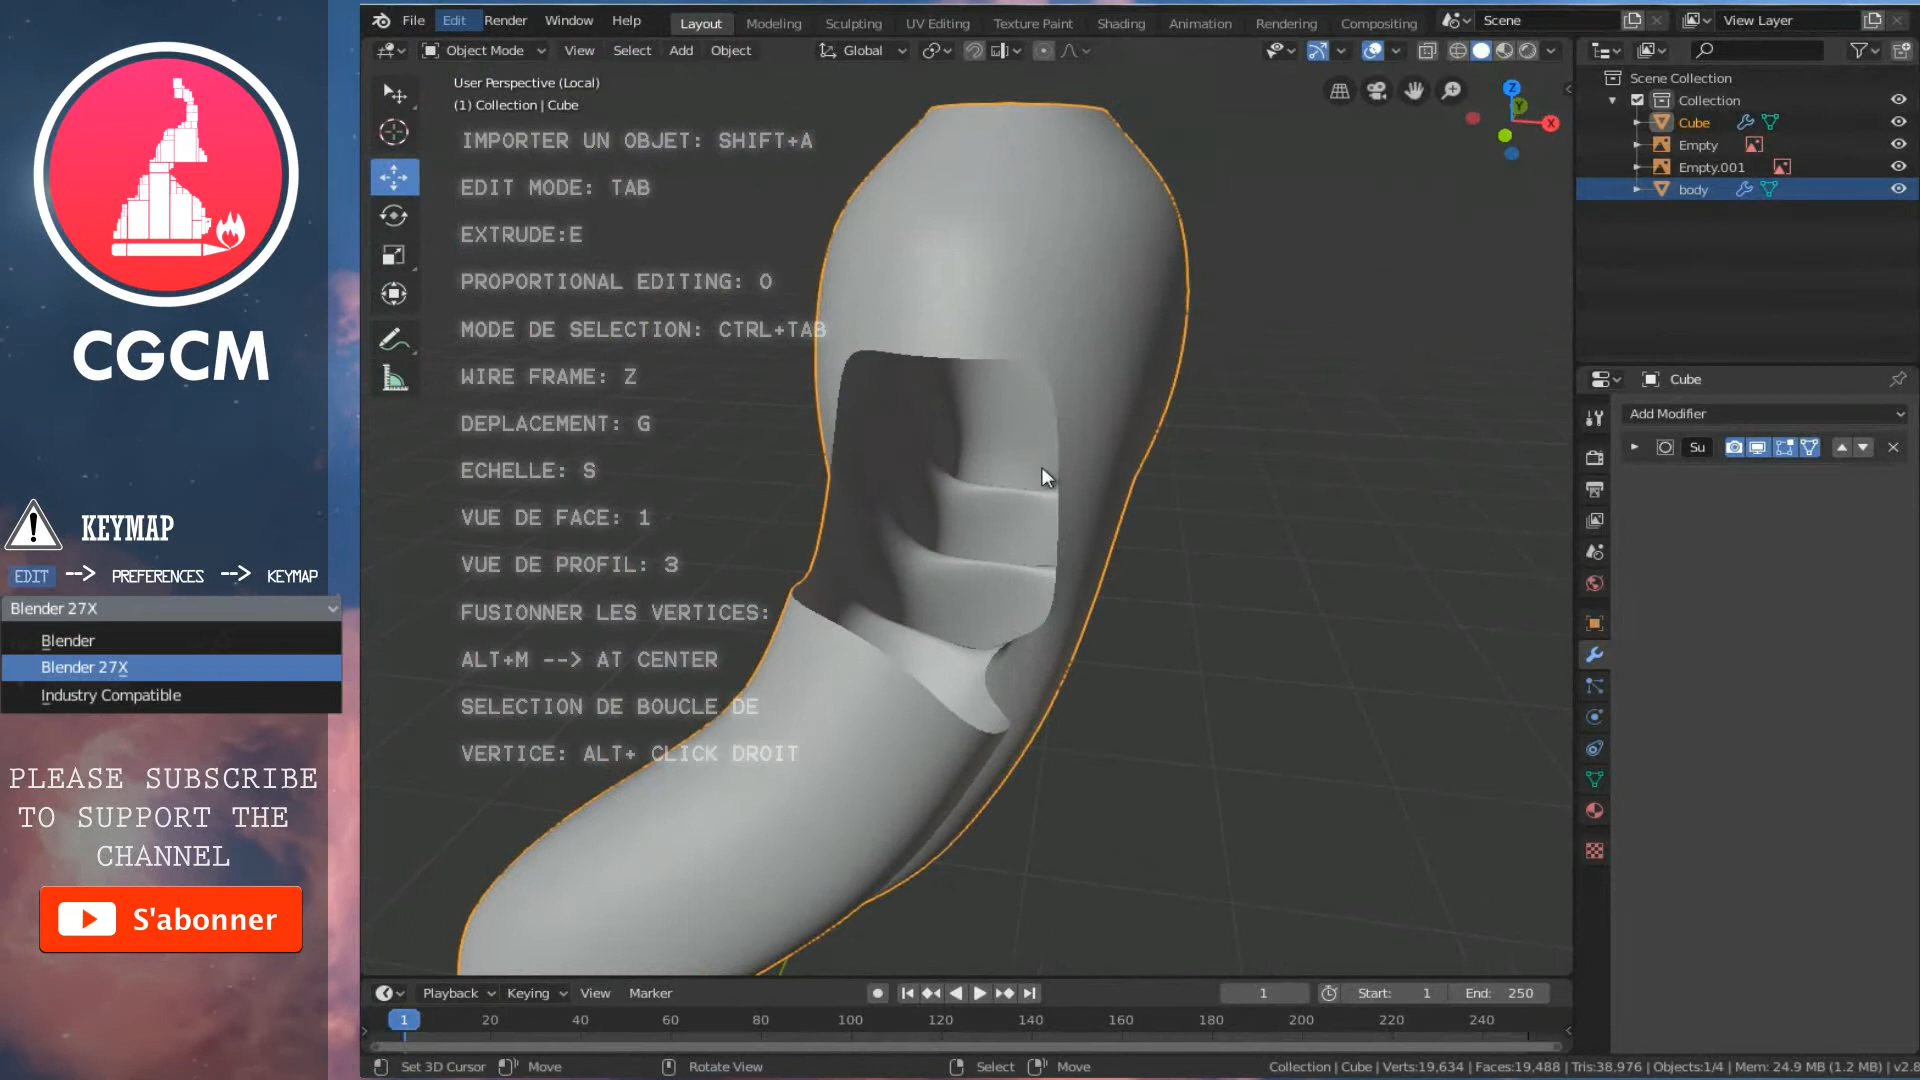 CGCM
KEYMAP
EDIT --> PREFERENCES --> KEYMAP
Blender 27X
Blender
Blender 27X
Industry Compatible
PLEASE SUBSCRIBE
TO SUPPORT THE
CHANNEL
S'abonner
File Edit Render Window Help
Layout Modeling Sculpting UV Editing Texture Paint Shading Animation Rendering Compositing
Scene
View Layer
Object Mode View Select Add Object
Global
User Perspective (Local)
(1) Collection | Cube
IMPORTER UN OBJET: SHIFT+A
EDIT MODE: TAB
EXTRUDE:E
PROPORTIONAL EDITING: O
MODE DE SELECTION: CTRL+TAB
WIRE FRAME: Z
DEPLACEMENT: G
ECHELLE: S
VUE DE FACE: 1
VUE DE PROFIL: 3
FUSIONNER LES VERTICES:
ALT+M --> AT CENTER
SELECTION DE BOUCLE DE
VERTICE: ALT+ CLICK DROIT
Z
Y
X
Scene Collection
Collection
Cube
Empty
Empty.001
body
Cube
Add Modifier
Su
Playback Keying View Marker
1
Start: 1
End: 250
1 20 40 60 80 100 120 140 160 180 200 220 240
Set 3D Cursor Move Rotate View Select Move
Collection | Cube | Verts:19,634 | Faces:19,488 | Tris:38,976 | Objects:1/4 | Mem: 24.9 MB (1.2 MB) | v2.8